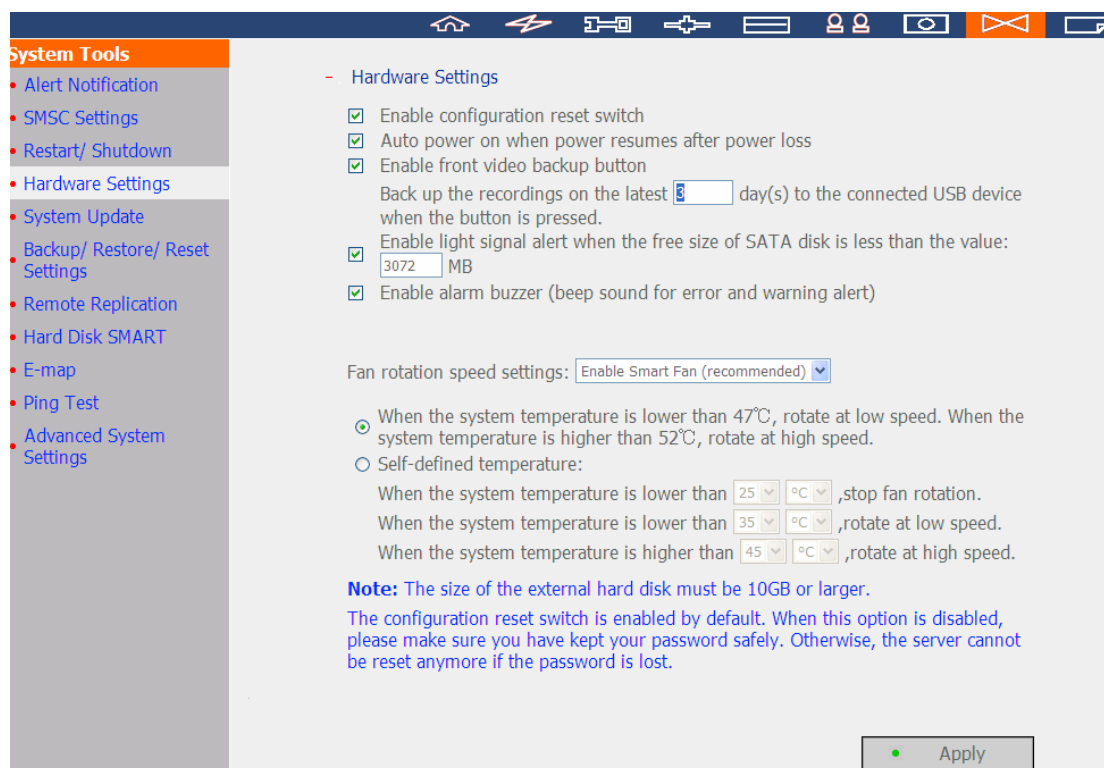 System Tools
Alert Notification
SMSC Settings
Restart/ Shutdown
Hardware Settings
System Update
Backup/ Restore/ Reset
Settings
Remote Replication
Hard Disk SMART
E-map
Ping Test
Advanced System
Settings
- Hardware Settings
Enable configuration reset switch
Auto power on when power resumes after power loss
Enable front video backup button
Back up the recordings on the latest 3 day(s) to the connected USB device
when the button is pressed.
Enable light signal alert when the free size of SATA disk is less than the value:
3072 MB
Enable alarm buzzer (beep sound for error and warning alert)
Fan rotation speed settings: Enable Smart Fan (recommended)
When the system temperature is lower than 47℃, rotate at low speed. When the
system temperature is higher than 52℃, rotate at high speed.
Self-defined temperature:
When the system temperature is lower than 25 °C ,stop fan rotation.
When the system temperature is lower than 35 °C ,rotate at low speed.
When the system temperature is higher than 45 °C ,rotate at high speed.
Note: The size of the external hard disk must be 10GB or larger.
The configuration reset switch is enabled by default. When this option is disabled,
please make sure you have kept your password safely. Otherwise, the server cannot
be reset anymore if the password is lost.
Apply